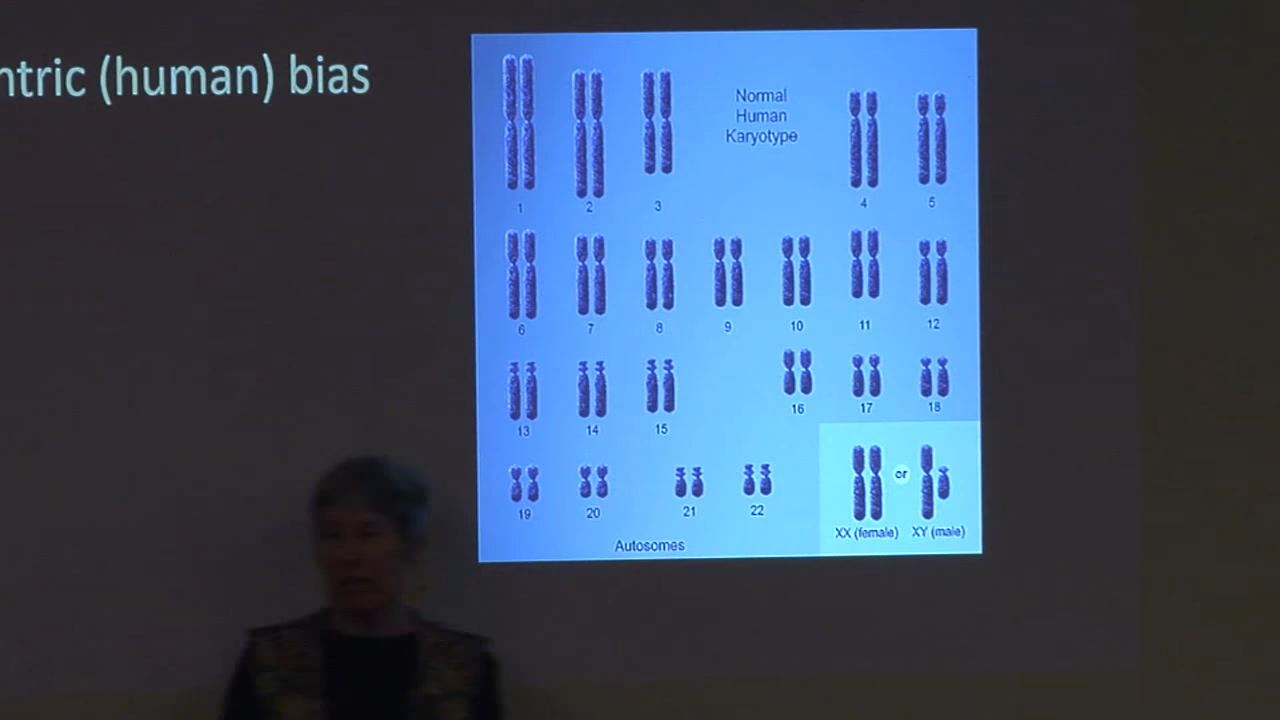 ntric (human) bias
Normal
Human
Karyotype
1 2 3 4 5
6 7 8 9 10 11 12
13 14 15 16 17 18
19 20 21 22
or
XX (female) XY (male)
Autosomes